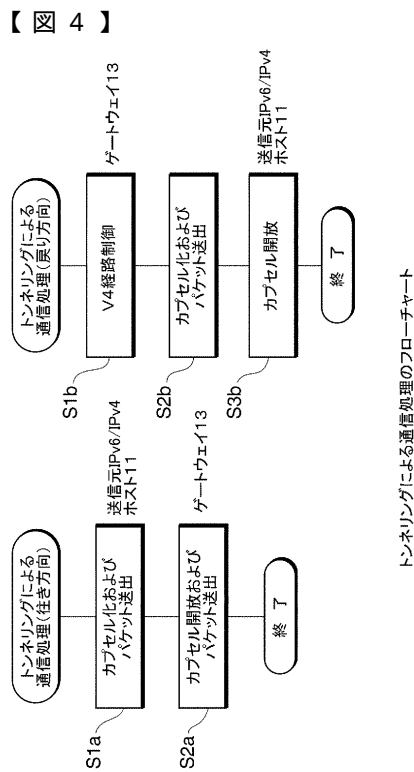 【図4】
トンネリングによる
通信処理(往き方向)
S1a
カプセル化および
パケット送出
送信元IPv6/IPv4
ホスト11
S2a
カプセル開放および
パケット送出
ゲートウェイ13
終 了
トンネリングによる
通信処理(戻り方向)
S1b
V4経路制御
ゲートウェイ13
S2b
カプセル化および
パケット送出
S3b
カプセル開放
送信元IPv6/IPv4
ホスト11
終 了
トンネリングによる通信処理のフローチャート